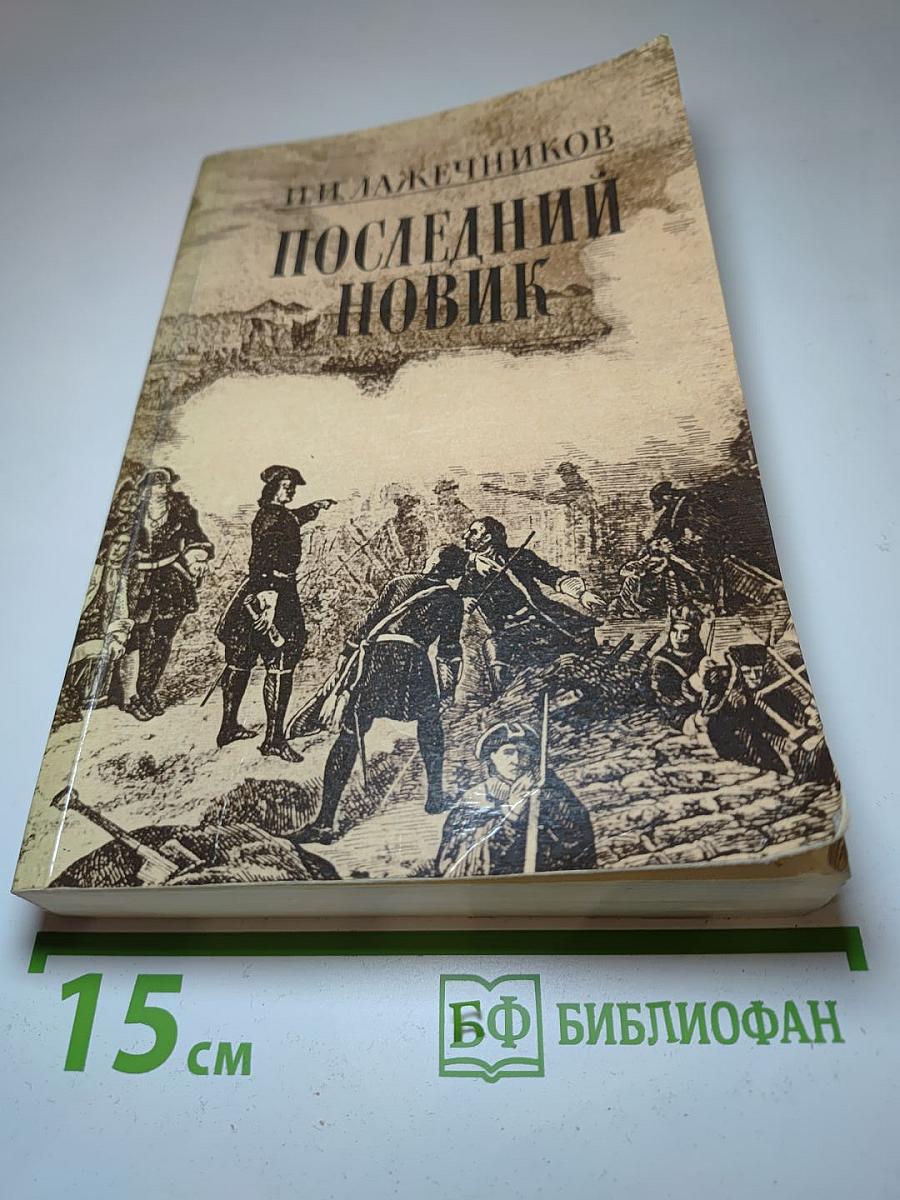 И.И. ЛАЖЕЧНИКОВ
ПОСЛЕДНИЙ
НОВИК
15 см
БФ БИБЛИОФАН